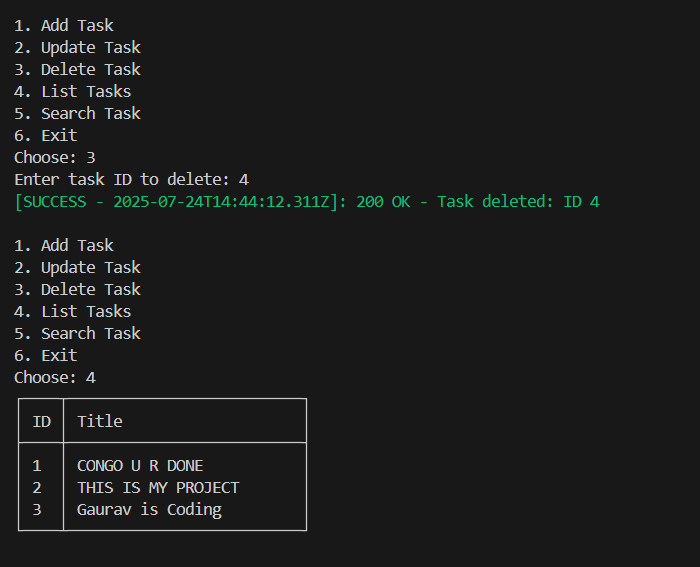 1. Add Task
2. Update Task
3. Delete Task
4. List Tasks
5. Search Task
6. Exit
Choose: 3
Enter task ID to delete: 4
[SUCCESS - 2025-07-24T14:44:12.311Z]: 200 OK - Task deleted: ID 4
1. Add Task
2. Update Task
3. Delete Task
4. List Tasks
5. Search Task
6. Exit
Choose: 4
ID Title
1 CONGO U R DONE
2 THIS IS MY PROJECT
3 Gaurav is Coding